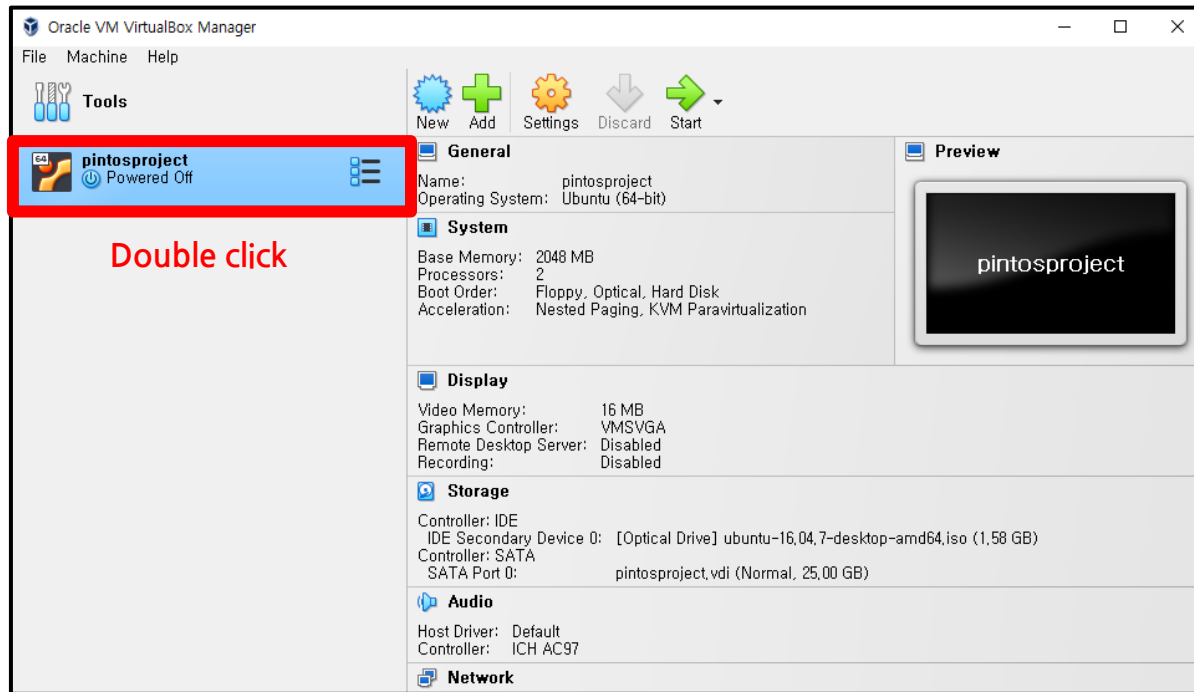 Oracle VM VirtualBox Manager
File Machine Help
Tools
New Add Settings Discard Start
64
pintosproject
Powered Off
Double click
General
Name: pintosproject
Operating System: Ubuntu (64-bit)
Preview
pintosproject
System
Base Memory: 2048 MB
Processors: 2
Boot Order: Floppy, Optical, Hard Disk
Acceleration: Nested Paging, KVM Paravirtualization
Display
Video Memory: 16 MB
Graphics Controller: VMSVGA
Remote Desktop Server: Disabled
Recording: Disabled
Storage
Controller: IDE
IDE Secondary Device 0: [Optical Drive] ubuntu-16,04,7-desktop-amd64,iso (1,58 GB)
Controller: SATA
SATA Port 0: pintosproject,vdi (Normal, 25,00 GB)
Audio
Host Driver: Default
Controller: ICH AC97
Network